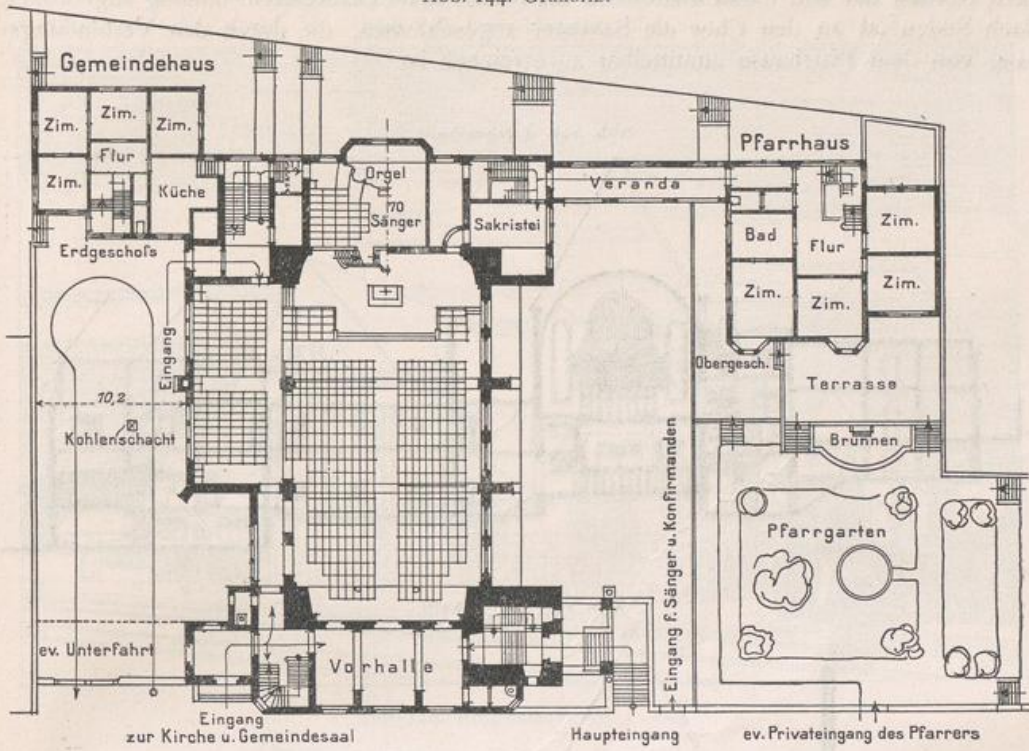 Gemeindehaus
Zim.
Zim.
Zim.
Flur
Zim.
Küche
Erdgeschoſs
Orgel
70
Sänger
Sakristei
Veranda
Pfarrhaus
Bad
Flur
Zim.
Zim.
Zim.
Zim.
Obergesch.
Terrasse
Brunnen
Eingang
10,2
Kohlenschacht
Eingang f. Sänger u. Konfirmanden
Pfarrgarten
ev. Unterfahrt
Vorhalle
Eingang
zur Kirche u. Gemeindesaal
Haupteingang
ev. Privateingang des Pfarrers